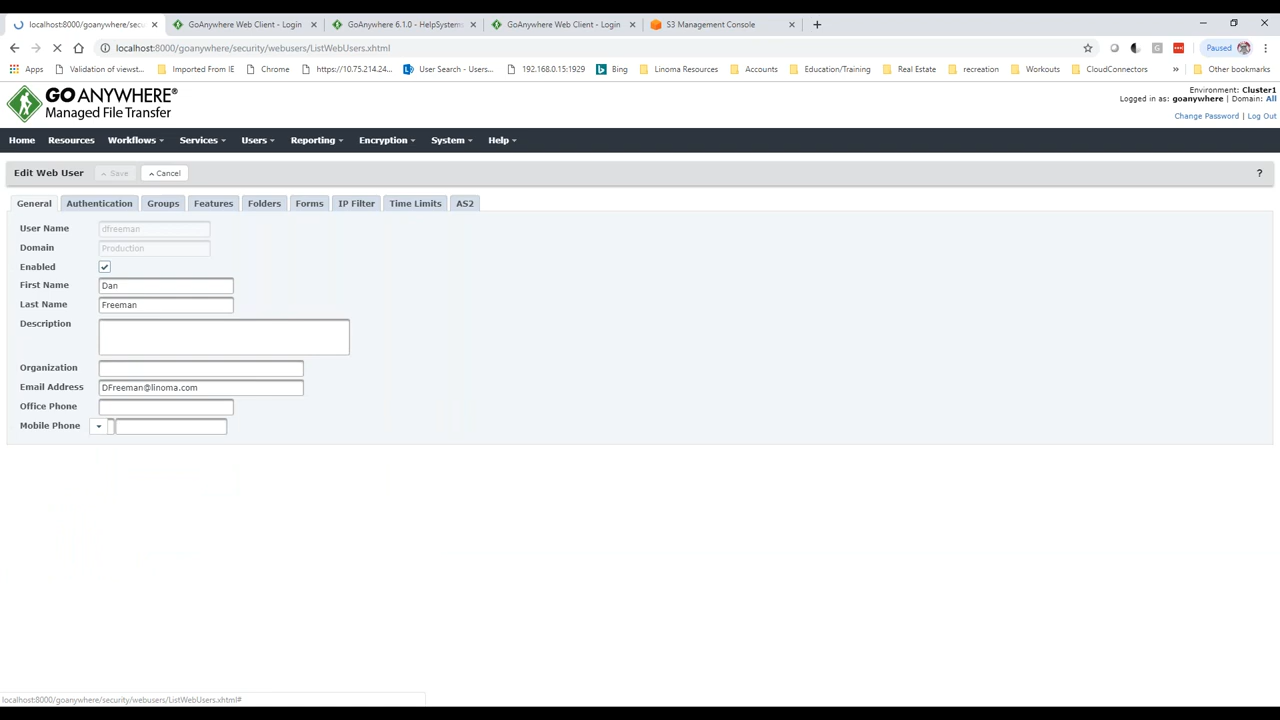 localhost:8000/goanywhere/secu
GoAnywhere Web Client - Login
GoAnywhere 6.1.0 - HelpSystems
GoAnywhere Web Client - Login
S3 Management Console
localhost:8000/goanywhere/security/webusers/ListWebUsers.xhtml
Paused
Apps
Validation of viewst...
Imported From IE
Chrome
https://10.75.214.24...
User Search - Users...
192.168.0.15:1929
Bing
Linoma Resources
Accounts
Education/Training
Real Estate
recreation
Workouts
CloudConnectors
»
Other bookmarks
GO ANYWHERE®
Managed File Transfer
Environment: Cluster1
Logged in as: goanywhere | Domain: All
Change Password | Log Out
Home Resources Workflows Services Users Reporting Encryption System Help
Edit Web User Save Cancel ?
General Authentication Groups Features Folders Forms IP Filter Time Limits AS2
User Name dfreeman
Domain Production
Enabled
First Name Dan
Last Name Freeman
Description
Organization
Email Address DFreeman@linoma.com
Office Phone
Mobile Phone
localhost:8000/goanywhere/security/webusers/ListWebUsers.xhtml#